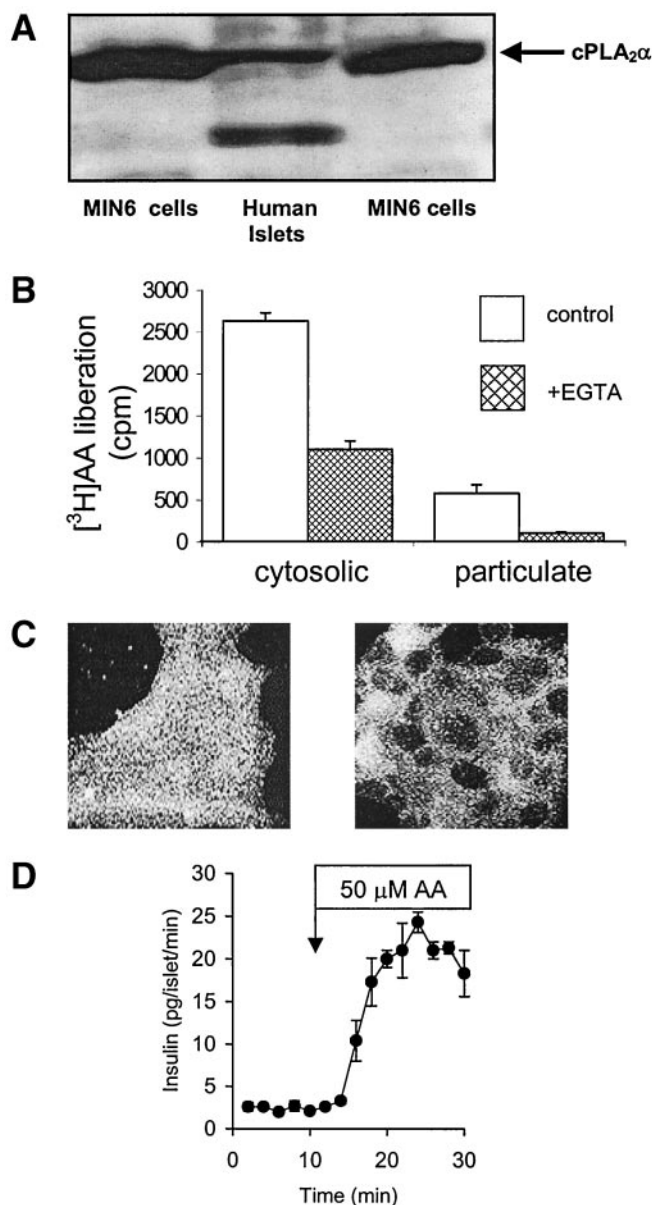 A
cPLA₂α
MIN6 cells
Human
Islets
MIN6 cells
B
[³H]AA liberation
(cpm)
3000
2500
2000
1500
1000
500
0
control
+EGTA
cytosolic
particulate
C
D
50 µM AA
Insulin (pg/islet/min)
30
25
20
15
10
5
0
0
10
20
30
Time (min)